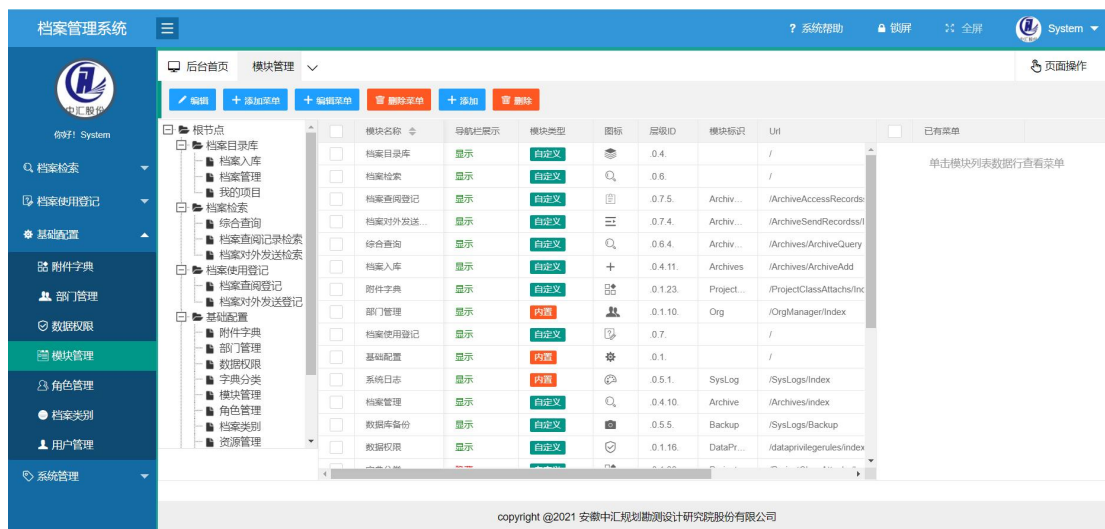 档案管理系统
? 系统帮助 锁屏 全屏 System
中汇股份
你好! System
档案检索
档案使用登记
基础配置
附件字典
部门管理
数据权限
模块管理
角色管理
档案类别
用户管理
系统管理
后台首页 模块管理 页面操作
编辑 添加菜单 编辑菜单 删除菜单 添加 删除
根节点
档案目录库
档案入库
档案管理
我的项目
档案检索
综合查询
档案查阅记录检索
档案对外发送检索
档案使用登记
档案查阅登记
档案对外发送登记
基础配置
附件字典
部门管理
数据权限
字典分类
模块管理
角色管理
档案类别
资源管理
模块名称 导航栏展示 模块类型 图标 层级ID 模块标识 Url
档案目录库 显示 自定义 .0.4. /
档案检索 显示 自定义 .0.6. /
档案查阅登记 显示 自定义 .0.7.5. Archiv... /ArchiveAccessRecords
档案对外发送... 显示 自定义 .0.7.4. Archiv... /ArchiveSendRecordss/I
综合查询 显示 自定义 .0.6.4. Archiv... /Archives/ArchiveQuery
档案入库 显示 自定义 .0.4.11. Archives /Archives/ArchiveAdd
附件字典 显示 自定义 .0.1.23. Project... /ProjectClassAttachs/Inc
部门管理 显示 内置 .0.1.10. Org /OrgManager/Index
档案使用登记 显示 自定义 .0.7. /
基础配置 显示 内置 .0.1. /
系统日志 显示 内置 .0.5.1. SysLog /SysLogs/Index
档案管理 显示 自定义 .0.4.10. Archive /Archives/index
数据库备份 显示 自定义 .0.5.5. Backup /SysLogs/Backup
数据权限 显示 自定义 .0.1.16. DataPr... /dataprivilegerules/index
已有菜单
单击模块列表数据行查看菜单
copyright @2021 安徽中汇规划勘测设计研究院股份有限公司